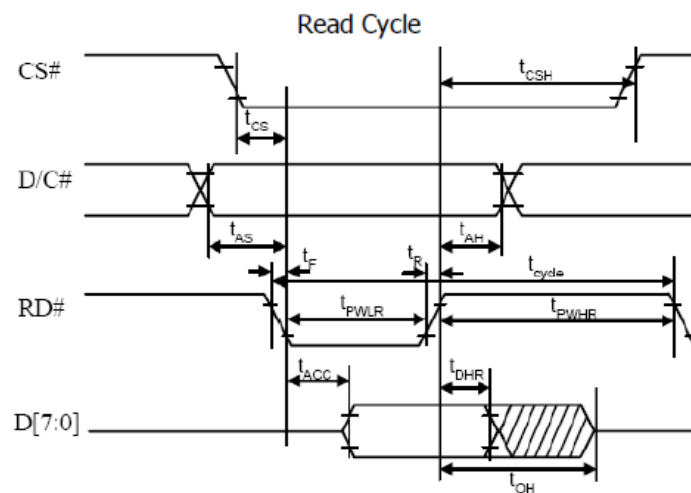 Read Cycle
CS#
tCSH
tCS
D/C#
tAS
tAH
tF
tR
tcycle
RD#
tPWLR
tPWHR
tACC
tDHR
D[7:0]
tOH